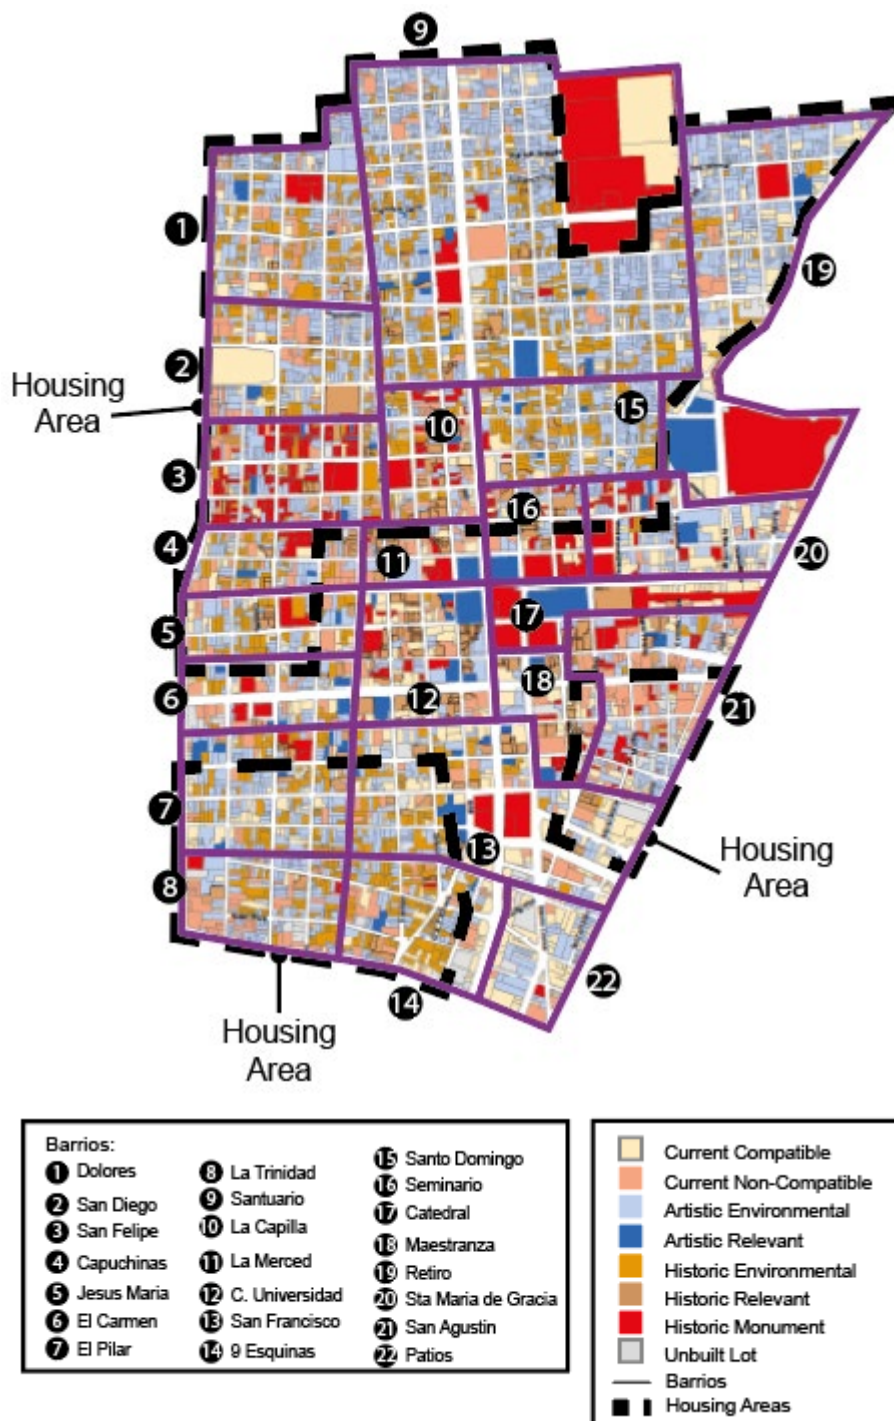 9
1
19
2
Housing
Area
15
10
3
16
4
11
20
17
5
18
6
12
21
7
13
Housing
Area
8
22
14
Housing
Area
Barrios:
1 Dolores
2 San Diego
3 San Felipe
4 Capuchinas
5 Jesus Maria
6 El Carmen
7 El Pilar
8 La Trinidad
9 Santuario
10 La Capilla
11 La Merced
12 C. Universidad
13 San Francisco
14 9 Esquinas
15 Santo Domingo
16 Seminario
17 Catedral
18 Maestranza
19 Retiro
20 Sta Maria de Gracia
21 San Agustin
22 Patios
Current Compatible
Current Non-Compatible
Artistic Environmental
Artistic Relevant
Historic Environmental
Historic Relevant
Historic Monument
Unbuilt Lot
Barrios
Housing Areas